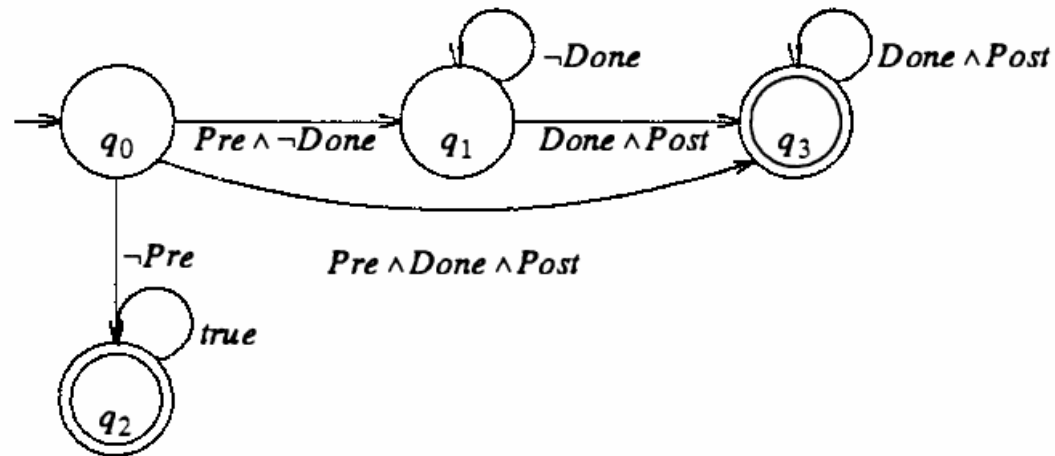 ¬Done
Done ∧ Post
q₀
Pre ∧ ¬Done
q₁
Done ∧ Post
q₃
¬Pre
Pre ∧ Done ∧ Post
true
q₂